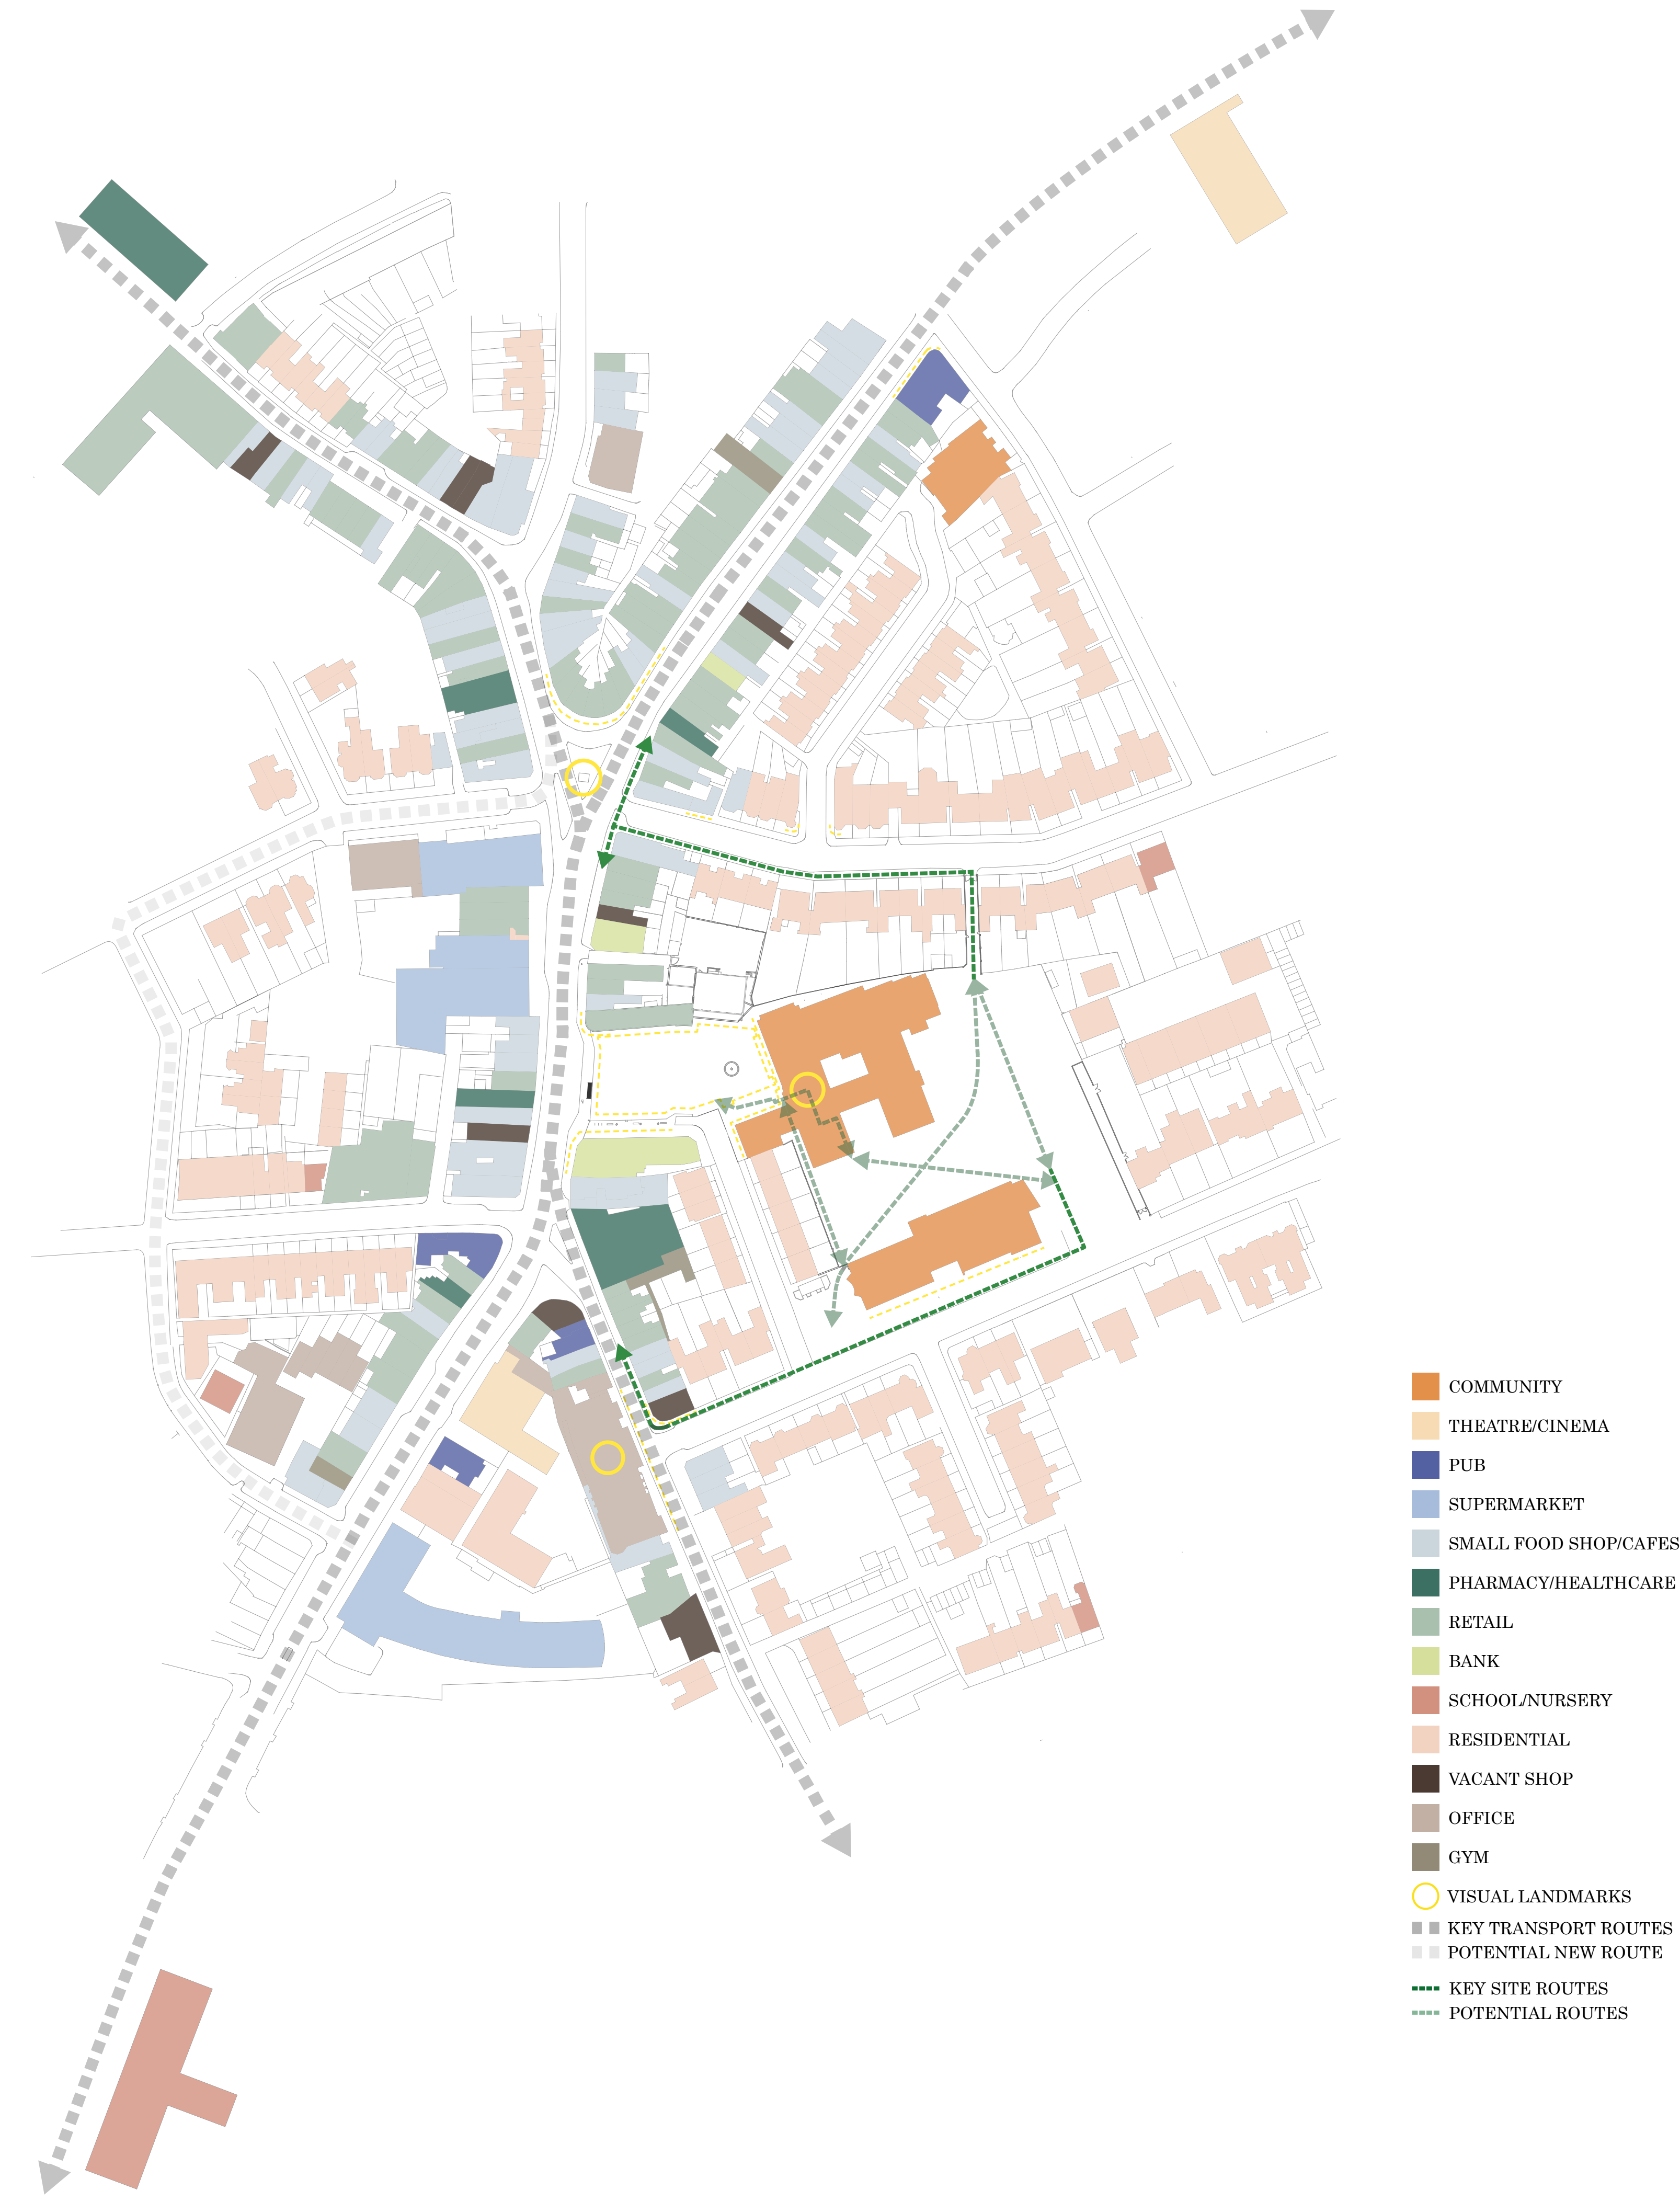 COMMUNITY
THEATRE/CINEMA
PUB
SUPERMARKET
SMALL FOOD SHOP/CAFES
PHARMACY/HEALTHCARE
RETAIL
BANK
SCHOOL/NURSERY
RESIDENTIAL
VACANT SHOP
OFFICE
GYM
VISUAL LANDMARKS
KEY TRANSPORT ROUTES
POTENTIAL NEW ROUTE
KEY SITE ROUTES
POTENTIAL ROUTES